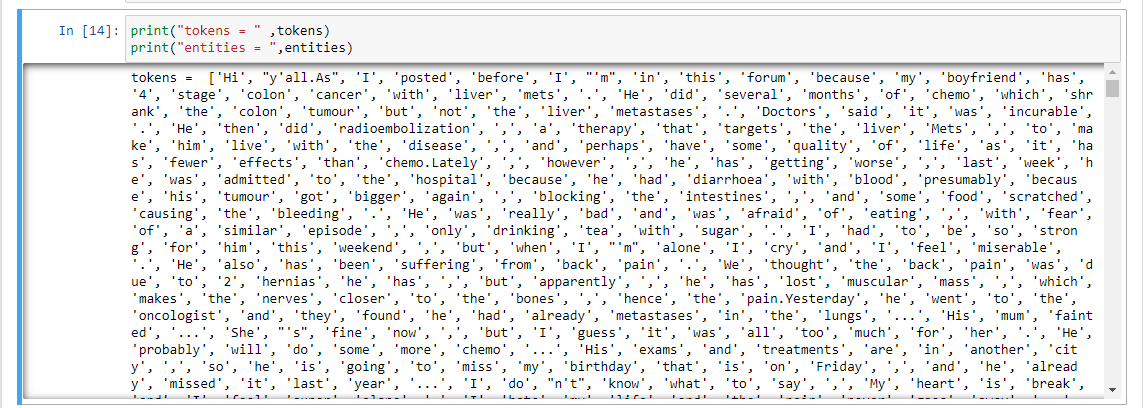 In [14]: print("tokens = " ,tokens)
print("entities = ",entities)
tokens =  ['Hi', "y'all.As", 'I', 'posted', 'before', 'I', "'m", 'in', 'this', 'forum', 'because', 'my', 'boyfriend', 'has',
'4', 'stage', 'colon', 'cancer', 'with', 'liver', 'mets', '.', 'He', 'did', 'several', 'months', 'of', 'chemo', 'which', 'shr
ank', 'the', 'colon', 'tumour', 'but', 'not', 'the', 'liver', 'metastases', '.', 'Doctors', 'said', 'it', 'was', 'incurable',
'.', 'He', 'then', 'did', 'radioembolization', ',', 'a', 'therapy', 'that', 'targets', 'the', 'liver', 'Mets', ',', 'to', 'ma
ke', 'him', 'live', 'with', 'the', 'disease', ',', 'and', 'perhaps', 'have', 'some', 'quality', 'of', 'life', 'as', 'it', 'ha
s', 'fewer', 'effects', 'than', 'chemo.Lately', ',', 'however', ',', 'he', 'has', 'getting', 'worse', ',', 'last', 'week', 'h
e', 'was', 'admitted', 'to', 'the', 'hospital', 'because', 'he', 'had', 'diarrhoea', 'with', 'blood', 'presumably', 'becaus
e', 'his', 'tumour', 'got', 'bigger', 'again', ',', 'blocking', 'the', 'intestines', ',', 'and', 'some', 'food', 'scratched',
'causing', 'the', 'bleeding', '.', 'He', 'was', 'really', 'bad', 'and', 'was', 'afraid', 'of', 'eating', ',', 'with', 'fear',
'of', 'a', 'similar', 'episode', ',', 'only', 'drinking', 'tea', 'with', 'sugar', '.', 'I', 'had', 'to', 'be', 'so', 'stron
g', 'for', 'him', 'this', 'weekend', ',', 'but', 'when', 'I', "'m", 'alone', 'I', 'cry', 'and', 'I', 'feel', 'miserable',
'.', 'He', 'also', 'has', 'been', 'suffering', 'from', 'back', 'pain', '.', 'We', 'thought', 'the', 'back', 'pain', 'was', 'd
ue', 'to', '2', 'hernias', 'he', 'has', ',', 'but', 'apparently', ',', 'he', 'has', 'lost', 'muscular', 'mass', ',', 'which',
'makes', 'the', 'nerves', 'closer', 'to', 'the', 'bones', ',', 'hence', 'the', 'pain.Yesterday', 'he', 'went', 'to', 'the',
'oncologist', 'and', 'they', 'found', 'he', 'had', 'already', 'metastases', 'in', 'the', 'lungs', '...', 'His', 'mum', 'faint
ed', '...', 'She', "'s", 'fine', 'now', ',', 'but', 'I', 'guess', 'it', 'was', 'all', 'too', 'much', 'for', 'her', '.', 'He',
'probably', 'will', 'do', 'some', 'more', 'chemo', '...', 'His', 'exams', 'and', 'treatments', 'are', 'in', 'another', 'cit
y', ',', 'so', 'he', 'is', 'going', 'to', 'miss', 'my', 'birthday', 'that', 'is', 'on', 'Friday', ',', 'and', 'he', 'alread
y', 'missed', 'it', 'last', 'year', '...', 'I', 'do', "n't", 'know', 'what', 'to', 'say', ',', 'My', 'heart', 'is', 'break',